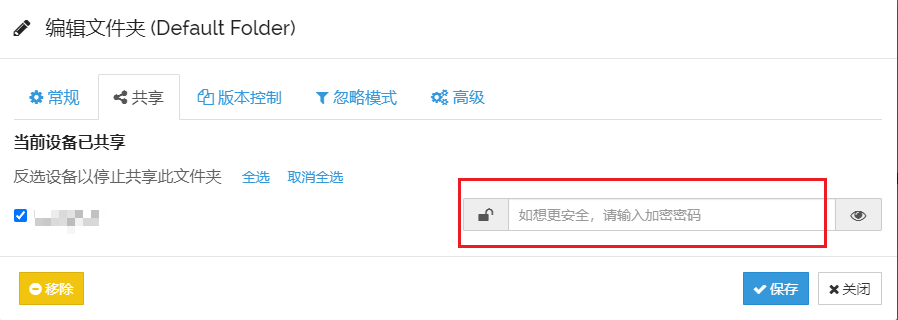 编辑文件夹 (Default Folder)
常规 共享 版本控制 忽略模式 高级
当前设备已共享
反选设备以停止共享此文件夹 全选 取消全选
如想更安全，请输入加密密码
移除 保存 关闭